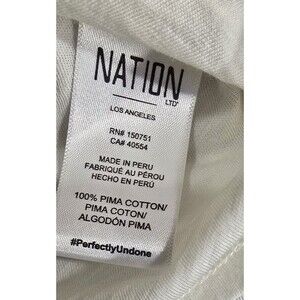 NATION
LTD
LOS ANGELES
RN# 150751
CA# 40554
MADE IN PERU
FABRIQUÉ AU PÉROU
HECHO EN PERÚ
100% PIMA COTTON/
PIMA COTON/
ALGODÓN PIMA
#PerfectlyUndone